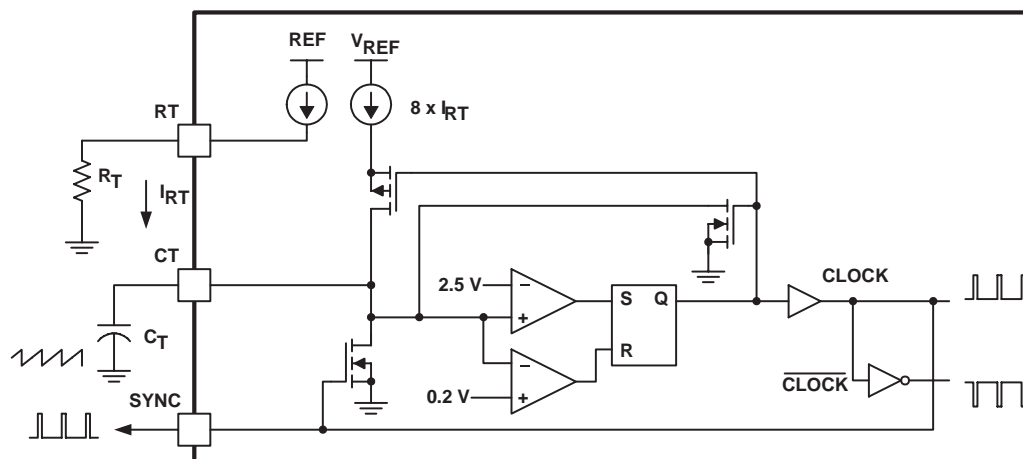 REF
VREF
8 x IRT
RT
RT
IRT
CT
CT
2.5 V
−
+
S Q
R
−
+
0.2 V
CLOCK
CLOCK
SYNC